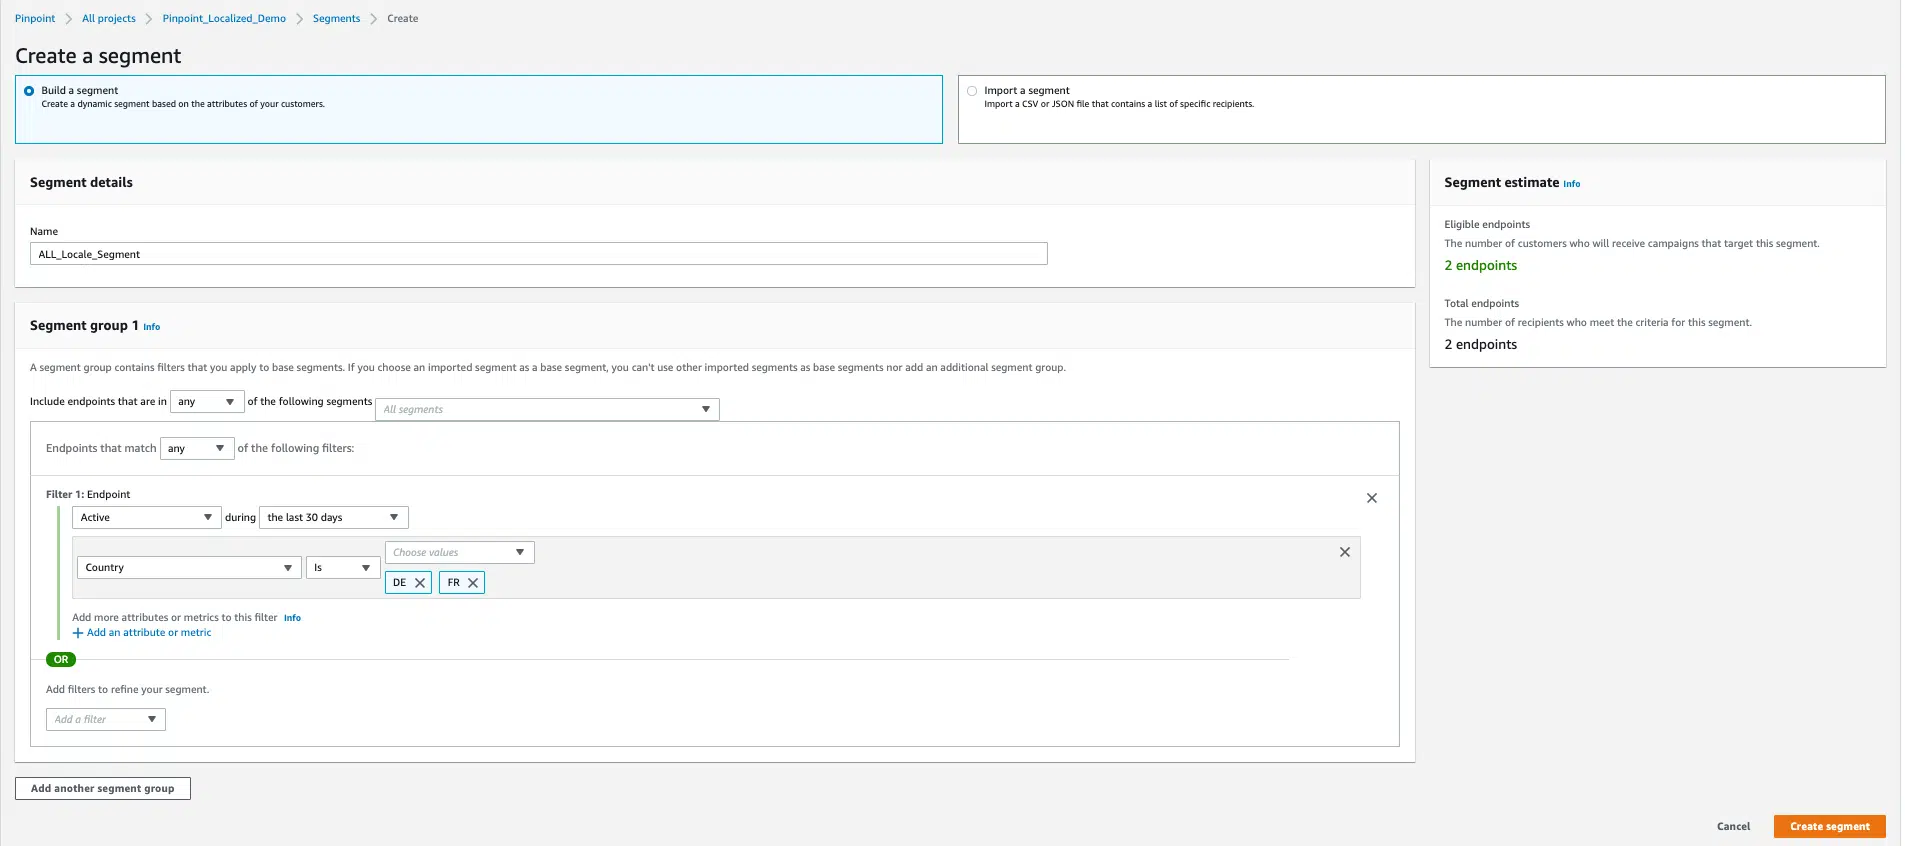 Pinpoint All projects Pinpoint_Localized_Demo Segments Create
Create a segment
Build a segment
Create a dynamic segment based on the attributes of your customers.
Import a segment
Import a CSV or JSON file that contains a list of specific recipients.
Segment details
Name
ALL_Locale_Segment
Segment estimate Info
Eligible endpoints
The number of customers who will receive campaigns that target this segment.
2 endpoints
Total endpoints
The number of recipients who meet the criteria for this segment.
2 endpoints
Segment group 1 Info
A segment group contains filters that you apply to base segments. If you choose an imported segment as a base segment, you can't use other imported segments as base segments nor add an additional segment group.
Include endpoints that are in any of the following segments All segments
Endpoints that match any of the following filters:
Filter 1: Endpoint
Active during the last 30 days
Choose values
Country Is
DE FR
Add more attributes or metrics to this filter Info
Add an attribute or metric
OR
Add filters to refine your segment.
Add a filter
Add another segment group
Cancel Create segment